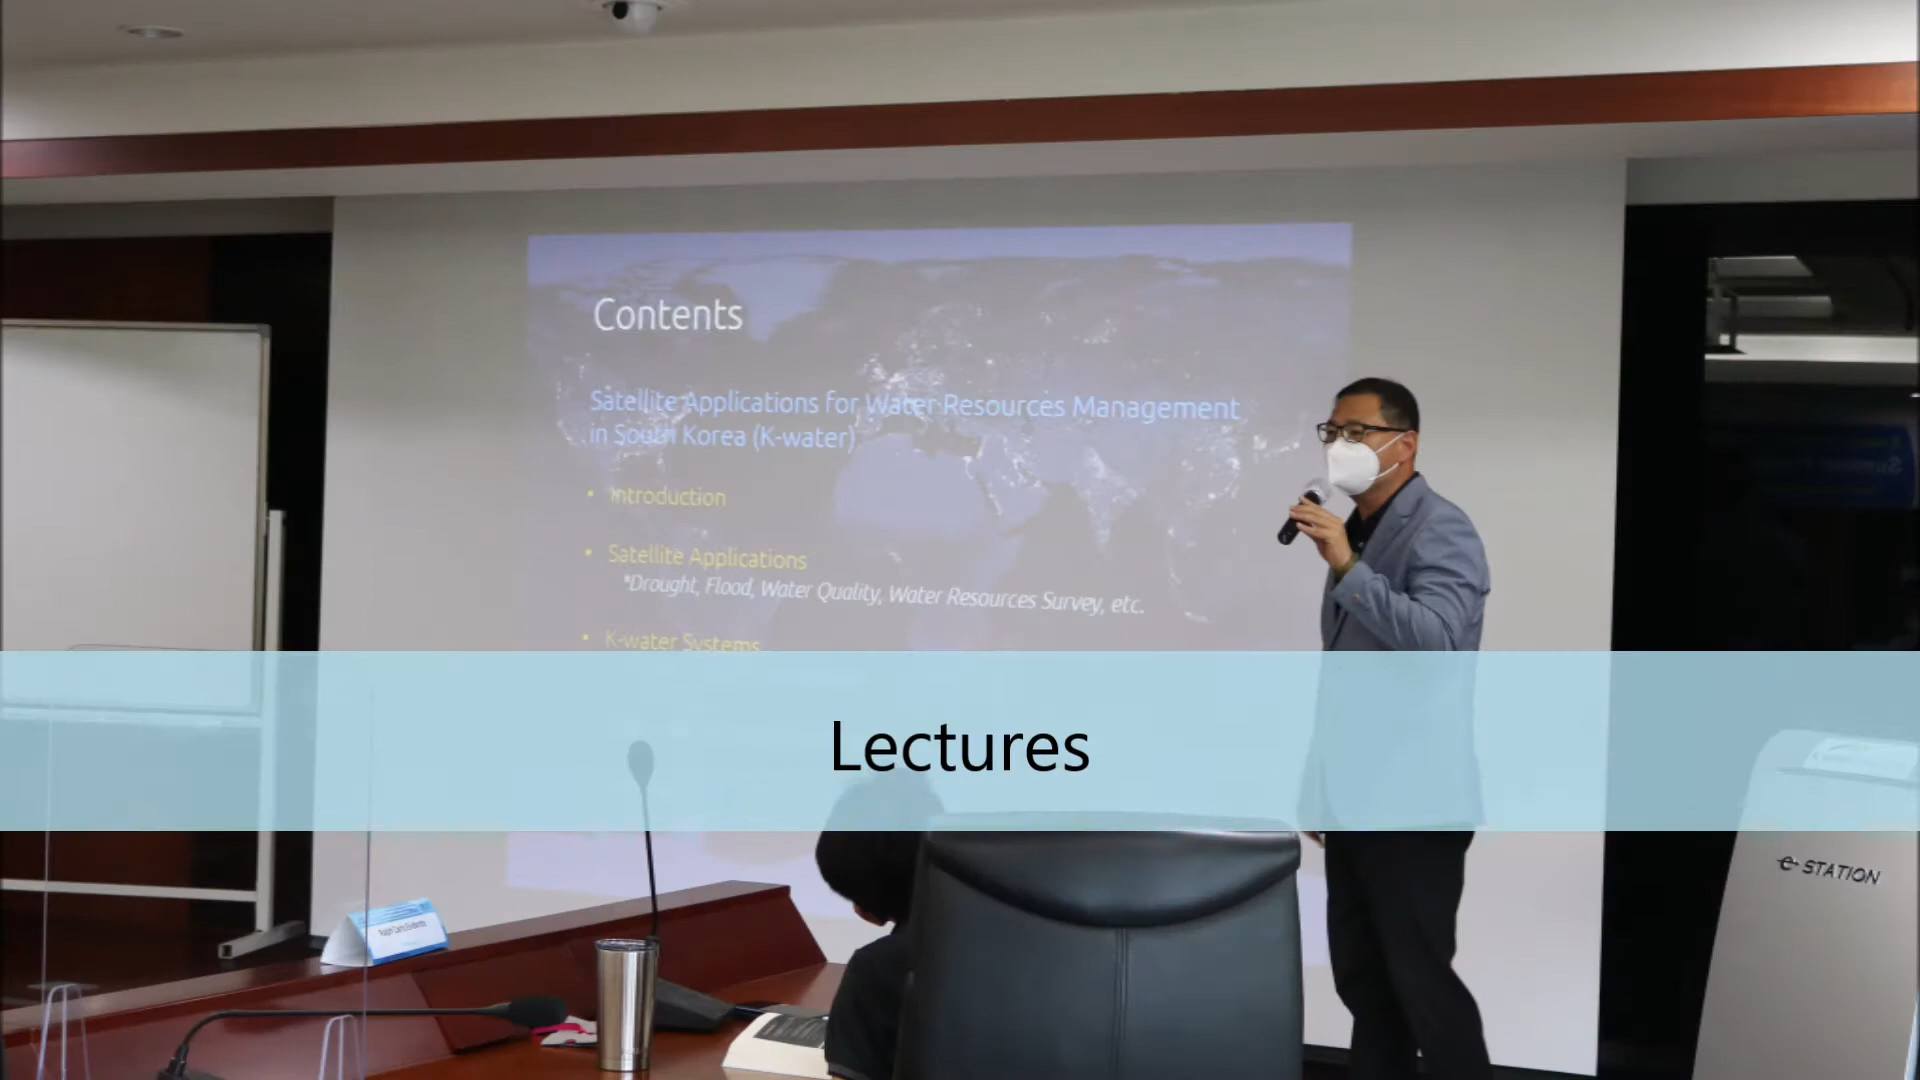 Contents
Satellite Applications for Water Resources Management
in South Korea (K-water)
• Introduction
• Satellite Applications
*Drought, Flood, Water Quality, Water Resources Survey, etc.
• K-water Systems
Lectures
e-STATION